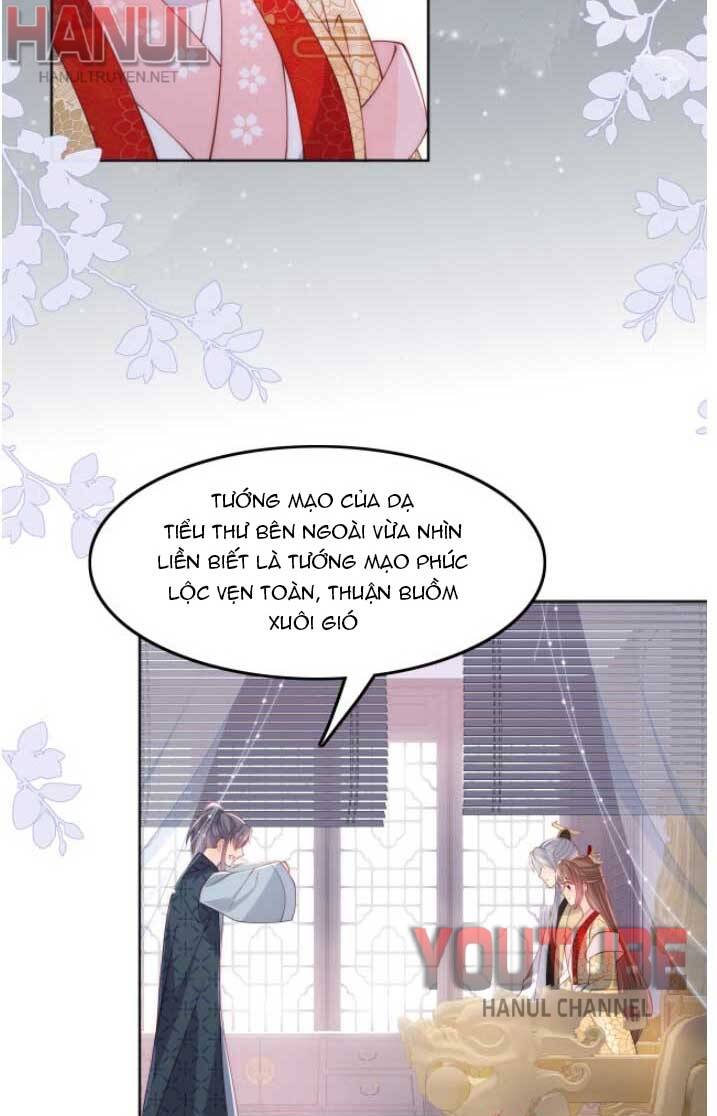 HANUL
HANULTRUYEN.NET
TƯỚNG MẠO CỦA DẠ
TIỂU THƯ BÊN NGOÀI VỪA NHÌN
LIỀN BIẾT LÀ TƯỚNG MẠO PHÚC
LỘC VẸN TOÀN, THUẬN BUỒM
XUÔI GIÓ
YOUTUBE
HANUL CHANNEL